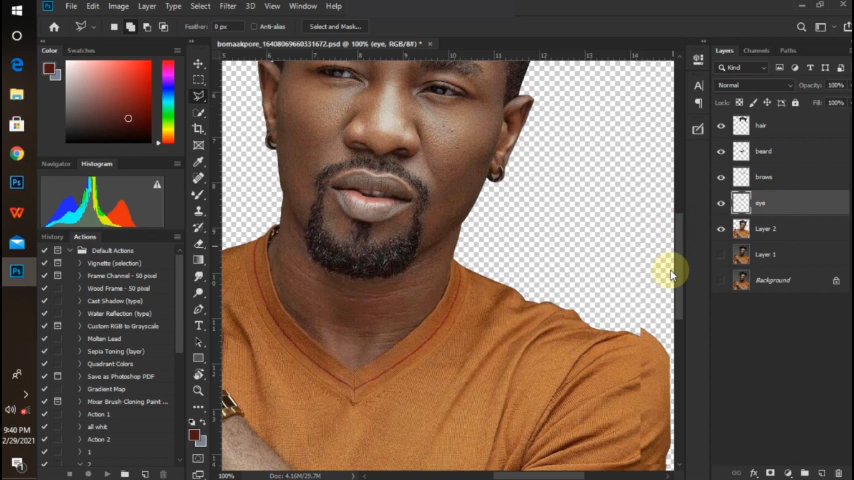 File Edit Image Layer Type Select Filter 3D View Window Help
Feather: 0 px Anti-alias Select and Mask...
bomaakpore_16408069660331672.psd @ 100% (eye, RGB/8#) *
Color Swatches
Navigator Histogram
History Actions
Default Actions
Vignette (selection)
Frame Channel - 50 pixel
Wood Frame - 50 pixel
Cast Shadow (type)
Water Reflection (type)
Custom RGB to Grayscale
Molten Lead
Sepia Toning (layer)
Quadrant Colors
Save as Photoshop PDF
Gradient Map
Mixer Brush Cloning Paint ...
Action 1
all whit
Action 2
1
2
100% Doc: 4.16M/25.7M
Layers Channels Paths
Kind
Normal Opacity: 100%
Lock: Fill: 100%
hair
beard
brows
eye
Layer 2
Layer 1
Background
9:40 PM
2/29/2021